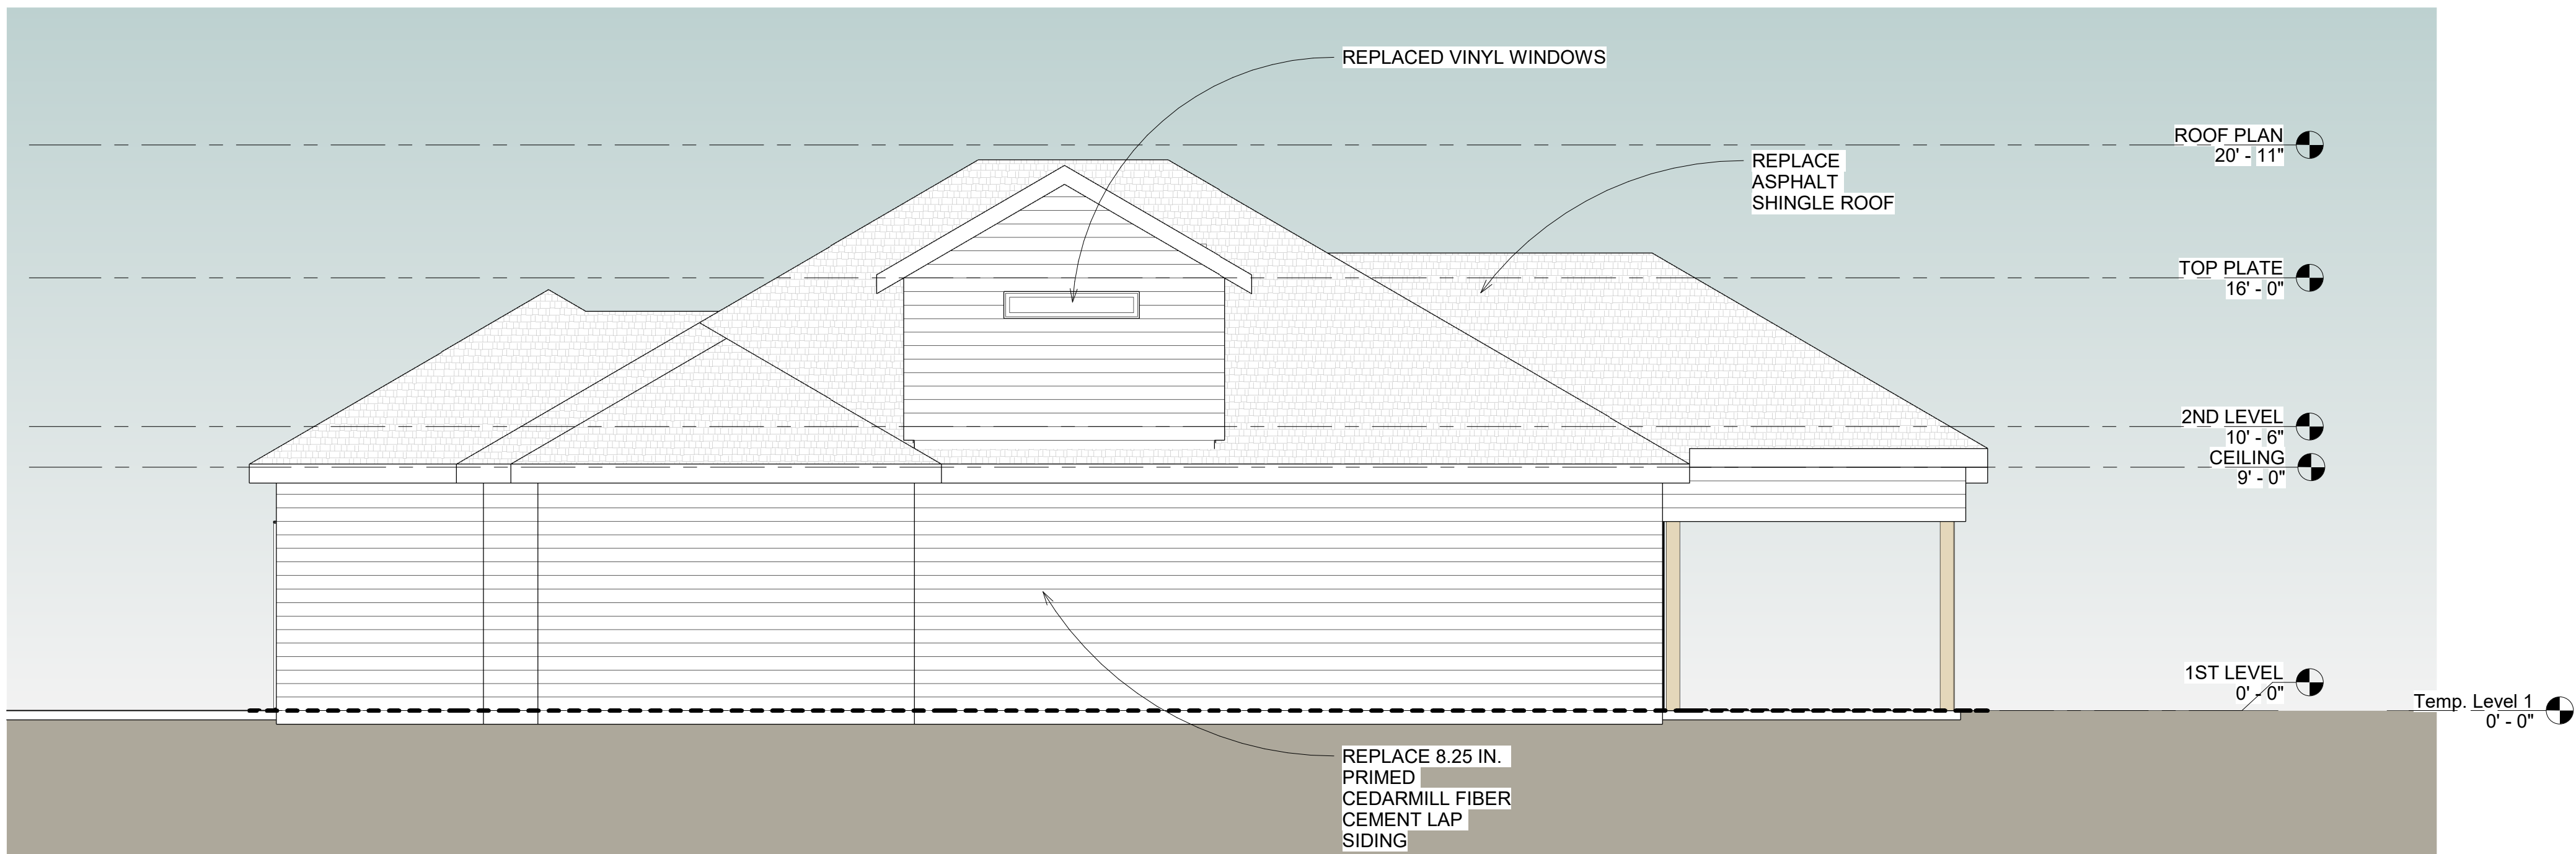 REPLACED VINYL WINDOWS
ROOF PLAN
20' - 11"
REPLACE
ASPHALT
SHINGLE ROOF
TOP PLATE
16' - 0"
2ND LEVEL
10' - 6"
CEILING
9' - 0"
1ST LEVEL
0' - 0"
Temp. Level 1
0' - 0"
REPLACE 8.25 IN.
PRIMED
CEDARMILL FIBER
CEMENT LAP
SIDING